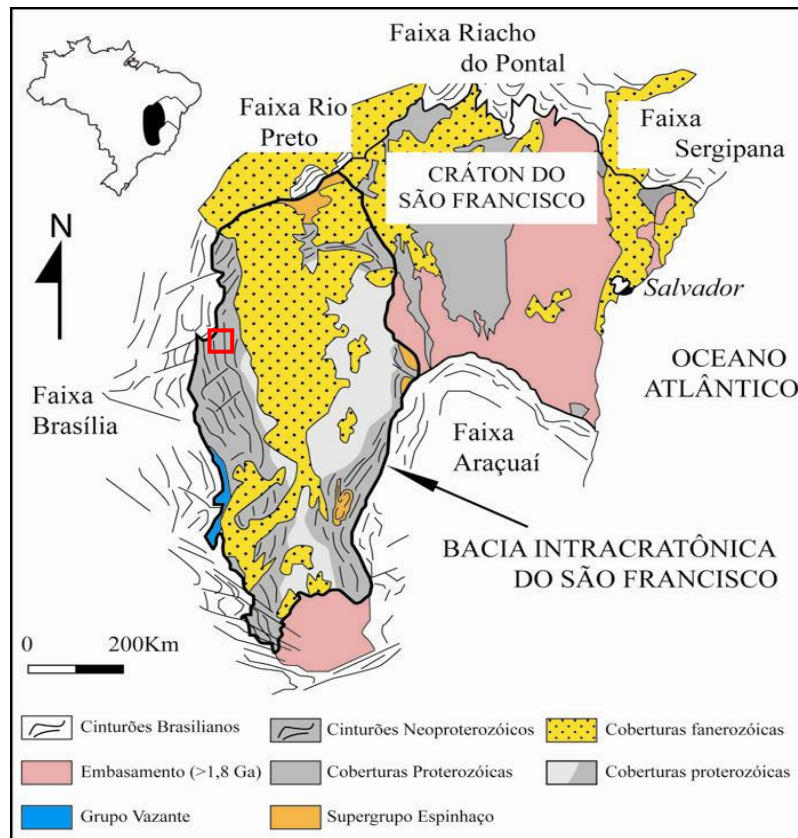 Faixa Riacho
do Pontal
Faixa Rio
Preto
Faixa
Sergipana
CRÁTON DO
SÃO FRANCISCO
N
Salvador
OCEANO
ATLÂNTICO
Faixa
Brasília
Faixa
Araçuaí
BACIA INTRACRATÔNICA
DO SÃO FRANCISCO
0 200Km
Cinturões Brasilianos
Cinturões Neoproterozóicos
Coberturas fanerozóicas
Embasamento (>1,8 Ga)
Coberturas Proterozóicas
Coberturas proterozóicas
Grupo Vazante
Supergrupo Espinhaço